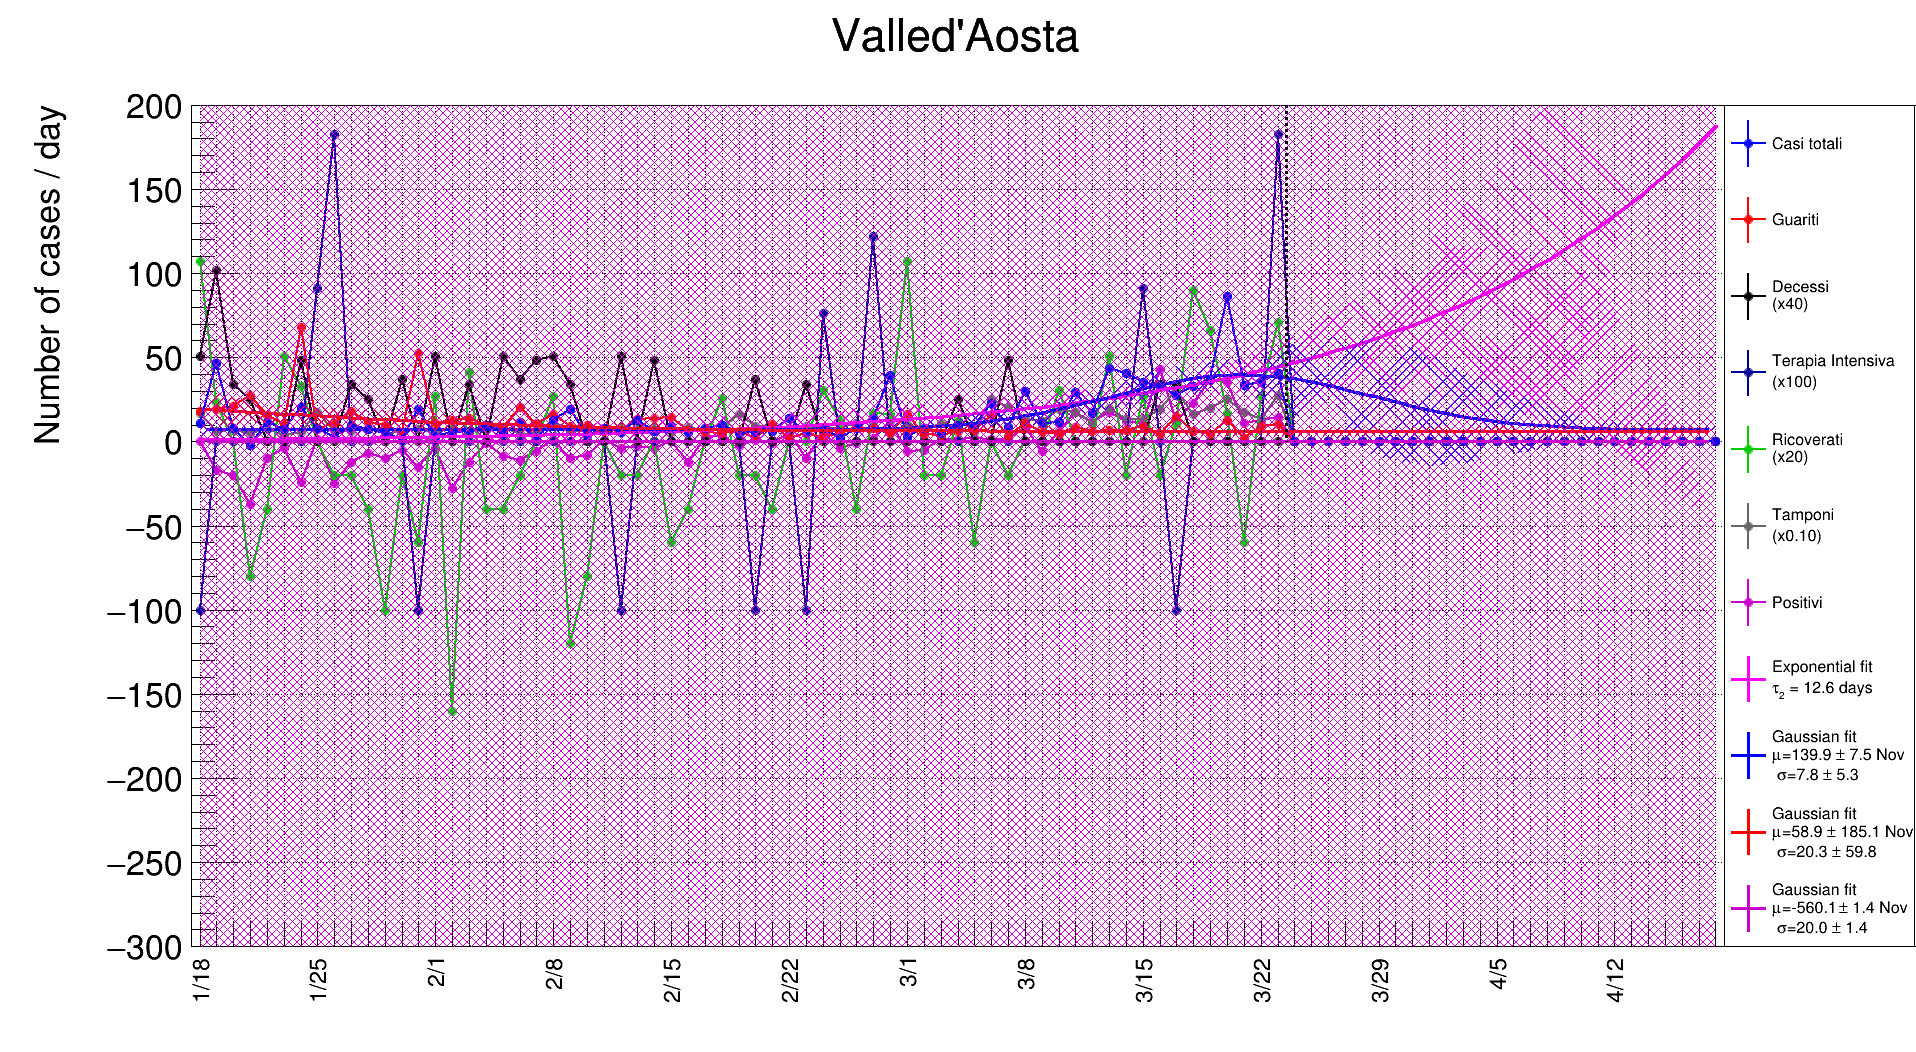 Valled'Aosta
Number of cases / day
200
150
100
50
0
−50
−100
−150
−200
−250
−300
1/18
1/25
2/1
2/8
2/15
2/22
3/1
3/8
3/15
3/22
3/29
4/5
4/12
Casi totali
Guariti
Decessi
(x40)
Terapia Intensiva
(x100)
Ricoverati
(x20)
Tamponi
(x0.10)
Positivi
Exponential fit
τ2 = 12.6 days
Gaussian fit
μ=139.9 ± 7.5 Nov
σ=7.8 ± 5.3
Gaussian fit
μ=58.9 ± 185.1 Nov
σ=20.3 ± 59.8
Gaussian fit
μ=-560.1 ± 1.4 Nov
σ=20.0 ± 1.4